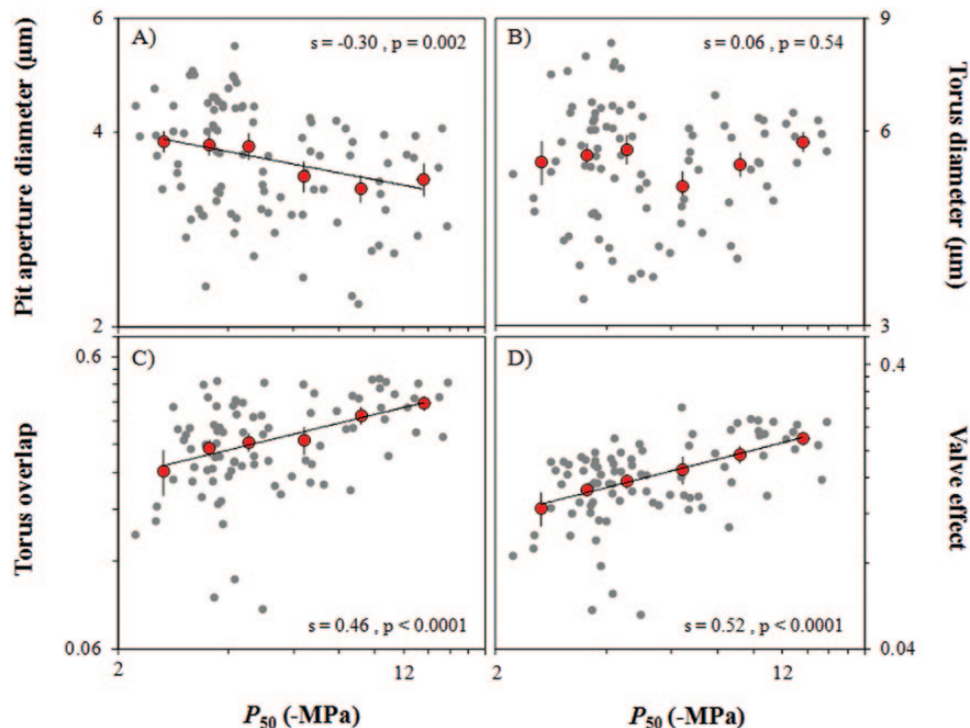 6
A)
s = -0.30 , p = 0.002
B)
s = 0.06 , p = 0.54
9
Pit aperture diameter (μm)
4
6
Torus diameter (μm)
2
3
C)
D)
0.6
0.4
Torus overlap
Valve effect
s = 0.46 , p < 0.0001
s = 0.52 , p < 0.0001
0.06
0.04
2
12
2
12
P50 (-MPa)
P50 (-MPa)